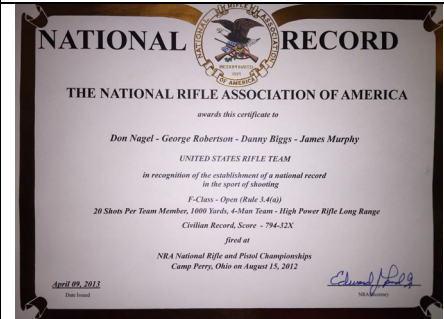 NATIONAL RECORD
THE NATIONAL RIFLE ASSOCIATION OF AMERICA
awards this certificate to
Don Nagel - George Robertson - Danny Biggs - James Murphy
UNITED STATES RIFLE TEAM
in recognition of the establishment of a national record
in the sport of shooting
F-Class - Open (Rule 3.4(a))
20 Shots Per Team Member, 1000 Yards, 4-Man Team - High Power Rifle Long Range
Civilian Record, Score - 794-32X
fired at
NRA National Rifle and Pistol Championships
Camp Perry, Ohio on August 15, 2012
April 09, 2013
Date Issued
NRA Secretary